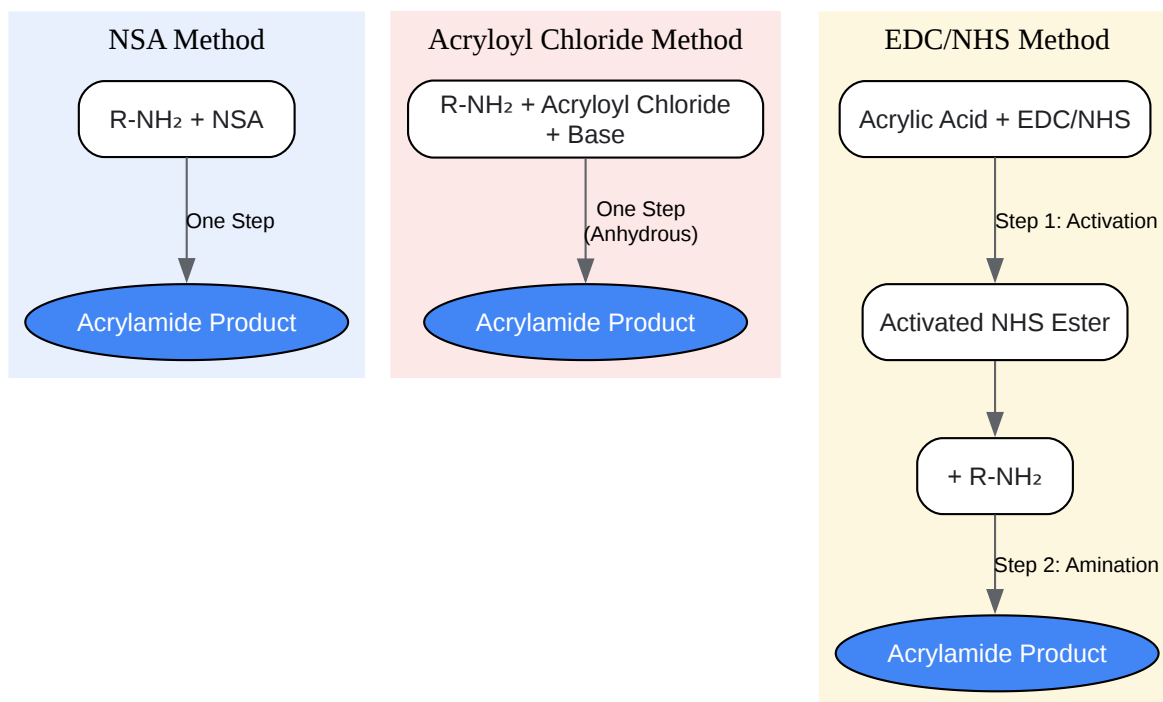 NSA Method
R-NH₂ + NSA
One Step
Acrylamide Product
Acryloyl Chloride Method
R-NH₂ + Acryloyl Chloride
+ Base
One Step
(Anhydrous)
Acrylamide Product
EDC/NHS Method
Acrylic Acid + EDC/NHS
Step 1: Activation
Activated NHS Ester
+ R-NH₂
Step 2: Amination
Acrylamide Product